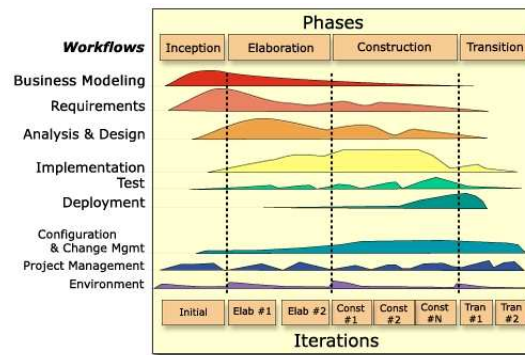 Phases
Workflows
Inception Elaboration Construction Transition
Business Modeling
Requirements
Analysis & Design
Implementation
Test
Deployment
Configuration
& Change Mgmt
Project Management
Environment
Initial Elab #1 Elab #2 Const #1 Const #2 Const #N Tran #1 Tran #2
Iterations